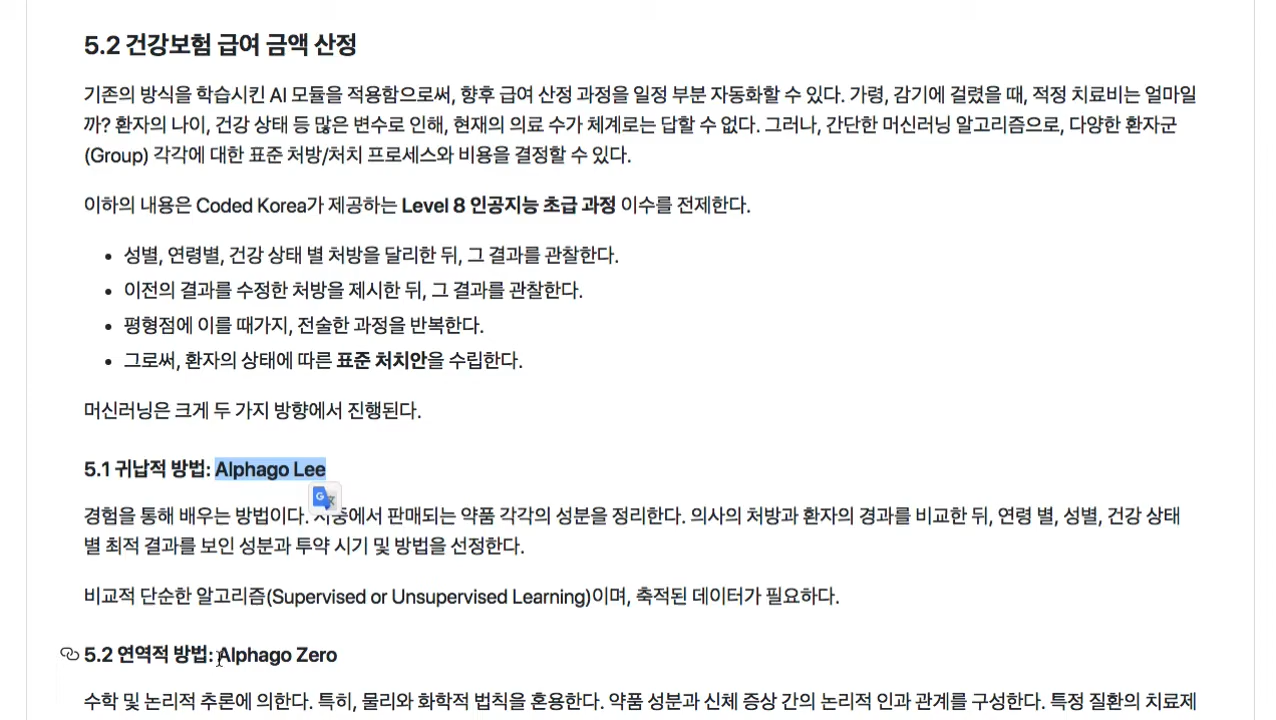 5.2 건강보험 급여 금액 산정
기존의 방식을 학습시킨 AI 모듈을 적용함으로써, 향후 급여 산정 과정을 일정 부분 자동화할 수 있다. 가령, 감기에 걸렸을 때, 적정 치료비는 얼마일
까? 환자의 나이, 건강 상태 등 많은 변수로 인해, 현재의 의료 수가 체계로는 답할 수 없다. 그러나, 간단한 머신러닝 알고리즘으로, 다양한 환자군
(Group) 각각에 대한 표준 처방/처치 프로세스와 비용을 결정할 수 있다.
이하의 내용은 Coded Korea가 제공하는 Level 8 인공지능 초급 과정 이수를 전제한다.
• 성별, 연령별, 건강 상태 별 처방을 달리한 뒤, 그 결과를 관찰한다.
• 이전의 결과를 수정한 처방을 제시한 뒤, 그 결과를 관찰한다.
• 평형점에 이를 때가지, 전술한 과정을 반복한다.
• 그로써, 환자의 상태에 따른 표준 처치안을 수립한다.
머신러닝은 크게 두 가지 방향에서 진행된다.
5.1 귀납적 방법: Alphago Lee
경험을 통해 배우는 방법이다. 판매되는 약품 각각의 성분을 정리한다. 의사의 처방과 환자의 경과를 비교한 뒤, 연령 별, 성별, 건강 상태
별 최적 결과를 보인 성분과 투약 시기 및 방법을 선정한다.
비교적 단순한 알고리즘(Supervised or Unsupervised Learning)이며, 축적된 데이터가 필요하다.
5.2 연역적 방법: Alphago Zero
수학 및 논리적 추론에 의한다. 특히, 물리와 화학적 법칙을 혼용한다. 약품 성분과 신체 증상 간의 논리적 인과 관계를 구성한다. 특정 질환의 치료제